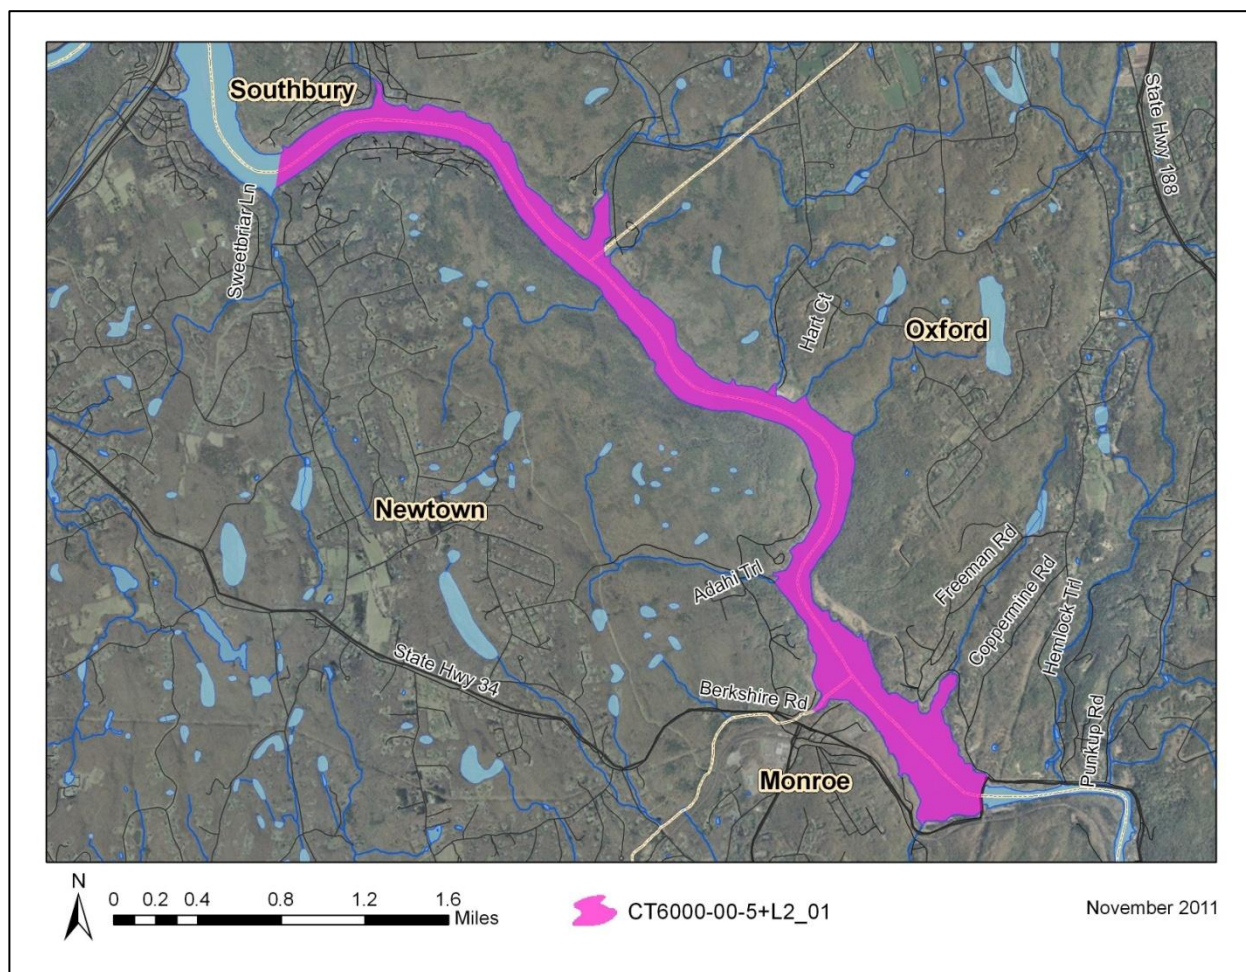 Southbury
State Hwy 188
Sweetbriar Ln
Hart Ct
Oxford
Newtown
Adahi Trl
Freeman Rd
Coppermine Rd
Hemlock Trl
State Hwy 34
Berkshire Rd
Punkup Rd
Monroe
N
0 0.2 0.4 0.8 1.2 1.6
Miles
CT6000-00-5+L2_01
November 2011